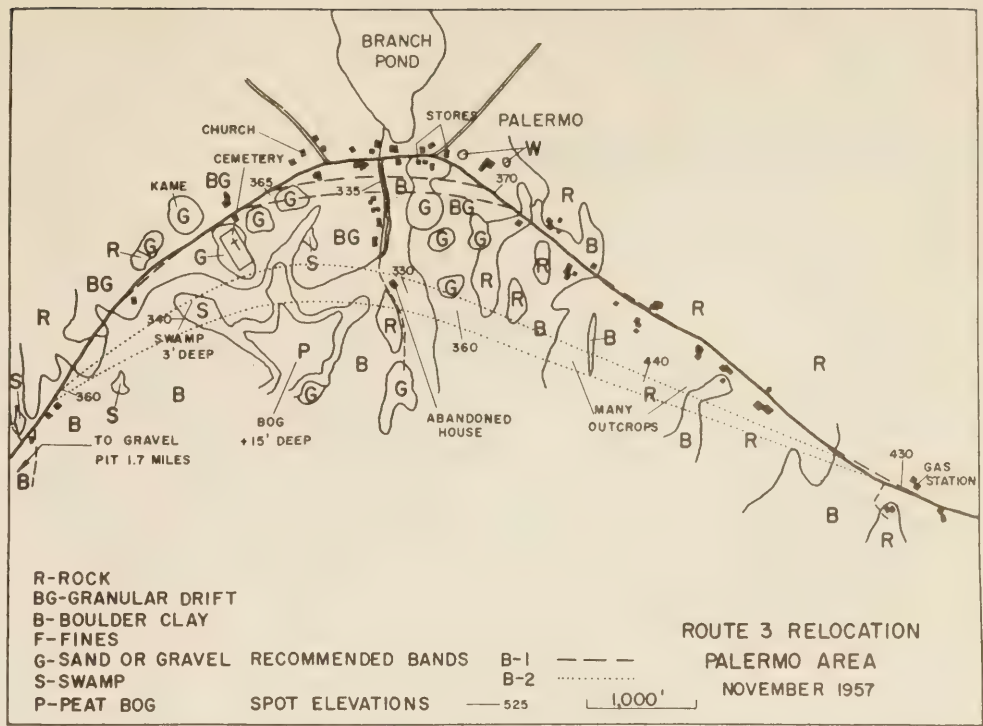 BRANCH
POND
CHURCH
STORES
PALERMO
W
CEMETERY
BG
365
335
B
370
KAME
G
G
G
G
BG
R
R
G
G
BG
S
G
G
B
R
BG
330
G
R
R
R
340
S
SWAMP
3' DEEP
P
B
R
360
B
B
440
R
R
S
360
B
S
B
G
G
BOG
+15' DEEP
ABANDONED
HOUSE
MANY
OUTCROPS
R
B
R
TO GRAVEL
PIT 1.7 MILES
B
430
GAS
STATION
B
R
R-ROCK
BG-GRANULAR DRIFT
B-BOULDER CLAY
F-FINES
G-SAND OR GRAVEL RECOMMENDED BANDS B-1
S-SWAMP B-2
P-PEAT BOG SPOT ELEVATIONS 525 1,000'
ROUTE 3 RELOCATION
PALERMO AREA
NOVEMBER 1957